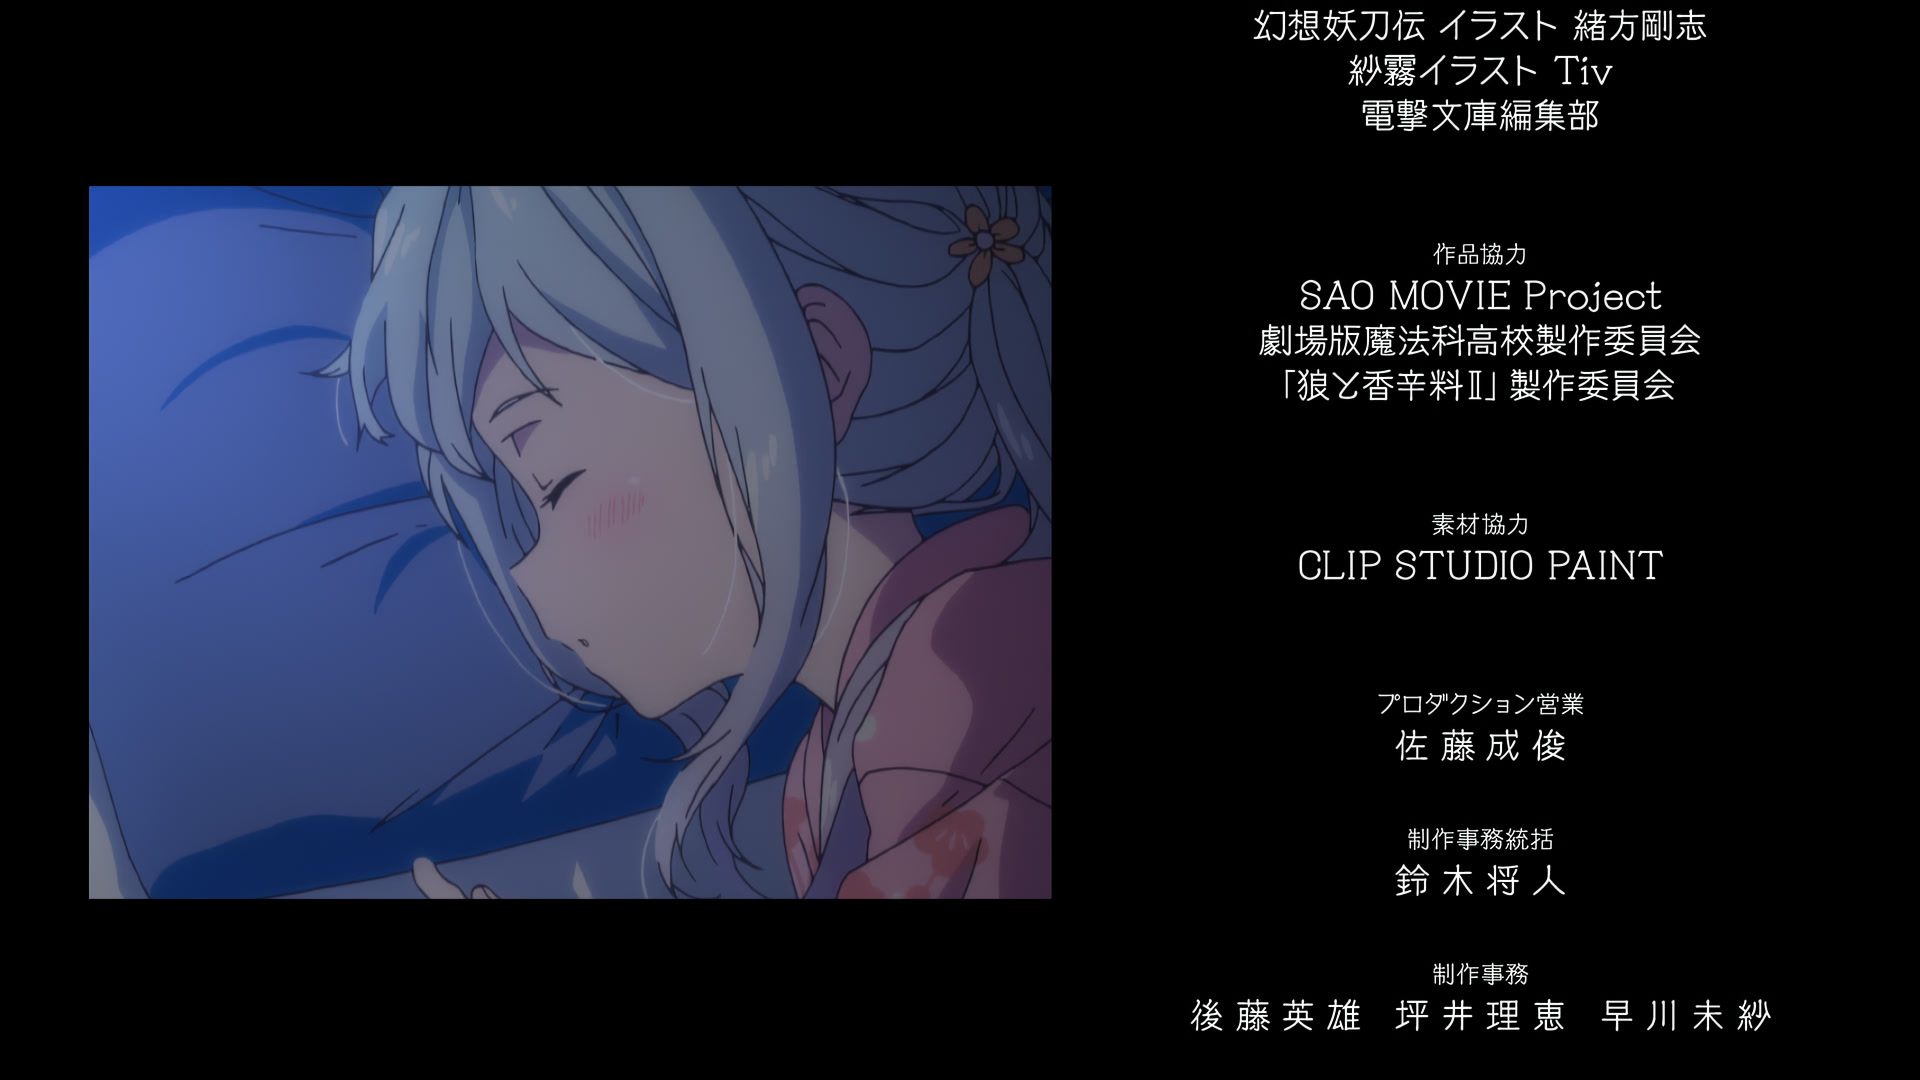 幻想妖刀伝 イラスト 緒方剛志
紗霧イラスト Tiv
電撃文庫編集部
作品協力
SAO MOVIE Project
劇場版魔法科高校製作委員会
「狼と香辛料Ⅱ」製作委員会
素材協力
CLIP STUDIO PAINT
プロダクション営業
佐藤成俊
制作事務統括
鈴木将人
制作事務
後藤英雄 坪井理恵 早川未紗